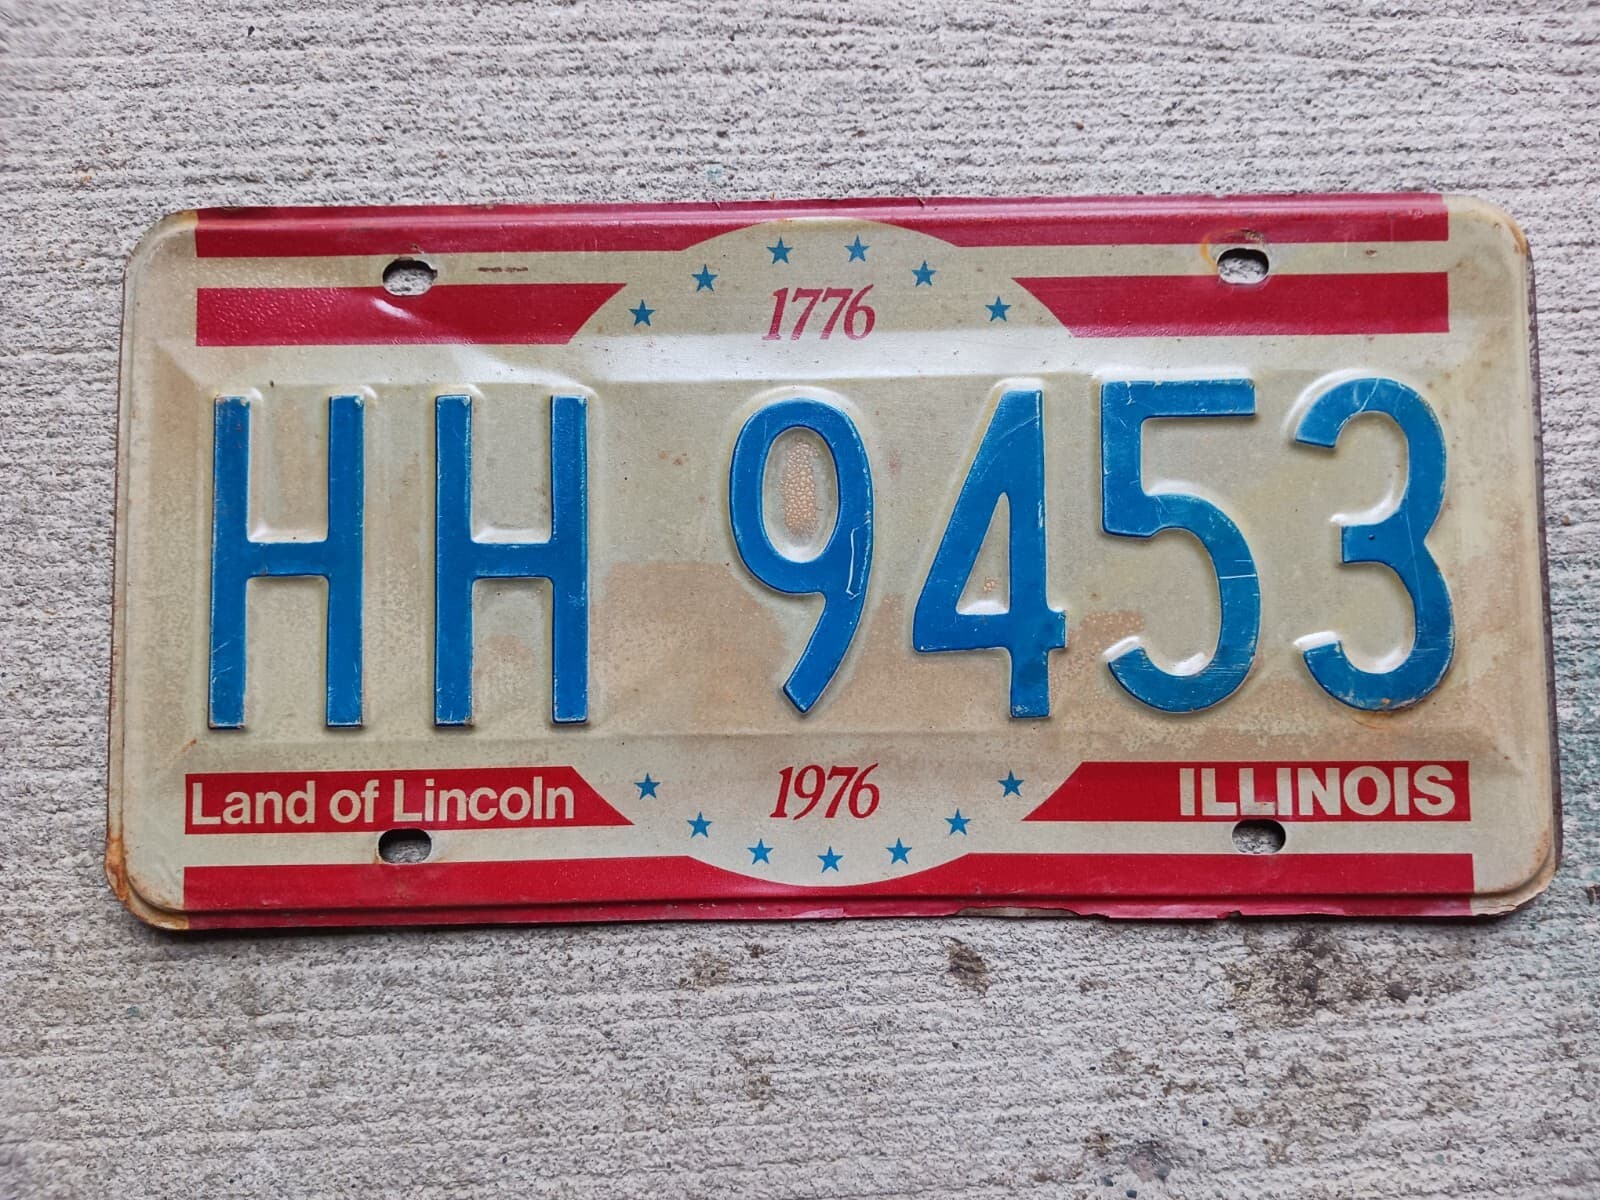 1776
HH 9453
1976
Land of Lincoln ILLINOIS